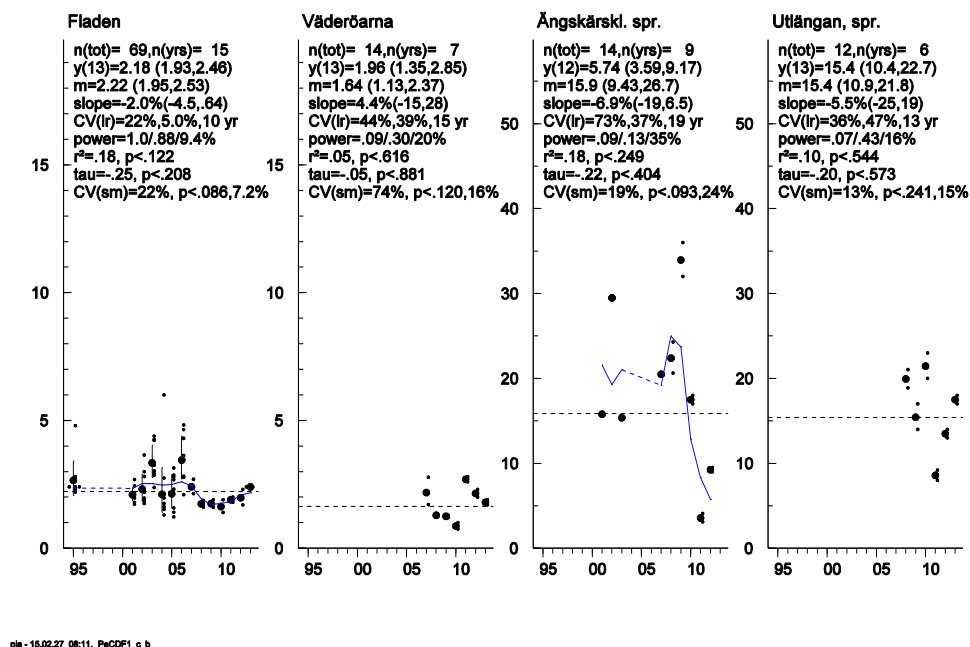 Fladen
n(tot)= 69,n(yrs)= 15
y(13)=2.18 (1.93,2.46)
m=2.22 (1.95,2.53)
slope=-2.0%(-4.5,.64)
CV(lr)=22%,5.0%,10 yr
power=1.0/.88/9.4%
r²=.18, p<.122
tau=-.25, p<.208
CV(sm)=22%, p<.086,7.2%
15
10
5
0
95 00 05 10
Väderöarna
n(tot)= 14,n(yrs)= 7
y(13)=1.96 (1.35,2.85)
m=1.64 (1.13,2.37)
slope=4.4%(-15,28)
CV(lr)=44%,39%,15 yr
power=.09/.30/20%
r²=.05, p<.616
tau=-.05, p<.881
CV(sm)=74%, p<.120,16%
15
10
5
0
95 00 05 10
Ängskärskl. spr.
n(tot)= 14,n(yrs)= 9
y(12)=5.74 (3.59,9.17)
m=15.9 (9.43,26.7)
slope=-6.9%(-19,6.5)
CV(lr)=73%,37%,19 yr
power=.09/.13/35%
r²=.18, p<.249
tau=-.22, p<.404
CV(sm)=19%, p<.093,24%
50
40
30
20
10
0
95 00 05 10
Utlängan, spr.
n(tot)= 12,n(yrs)= 6
y(13)=15.4 (10.4,22.7)
m=15.4 (10.9,21.8)
slope=-5.5%(-25,19)
CV(lr)=36%,47%,13 yr
power=.07/.43/16%
r²=.10, p<.544
tau=-.20, p<.573
CV(sm)=13%, p<.241,15%
50
40
30
20
10
0
95 00 05 10
pia - 15.02.27 08:11, PaCDF1_c_b